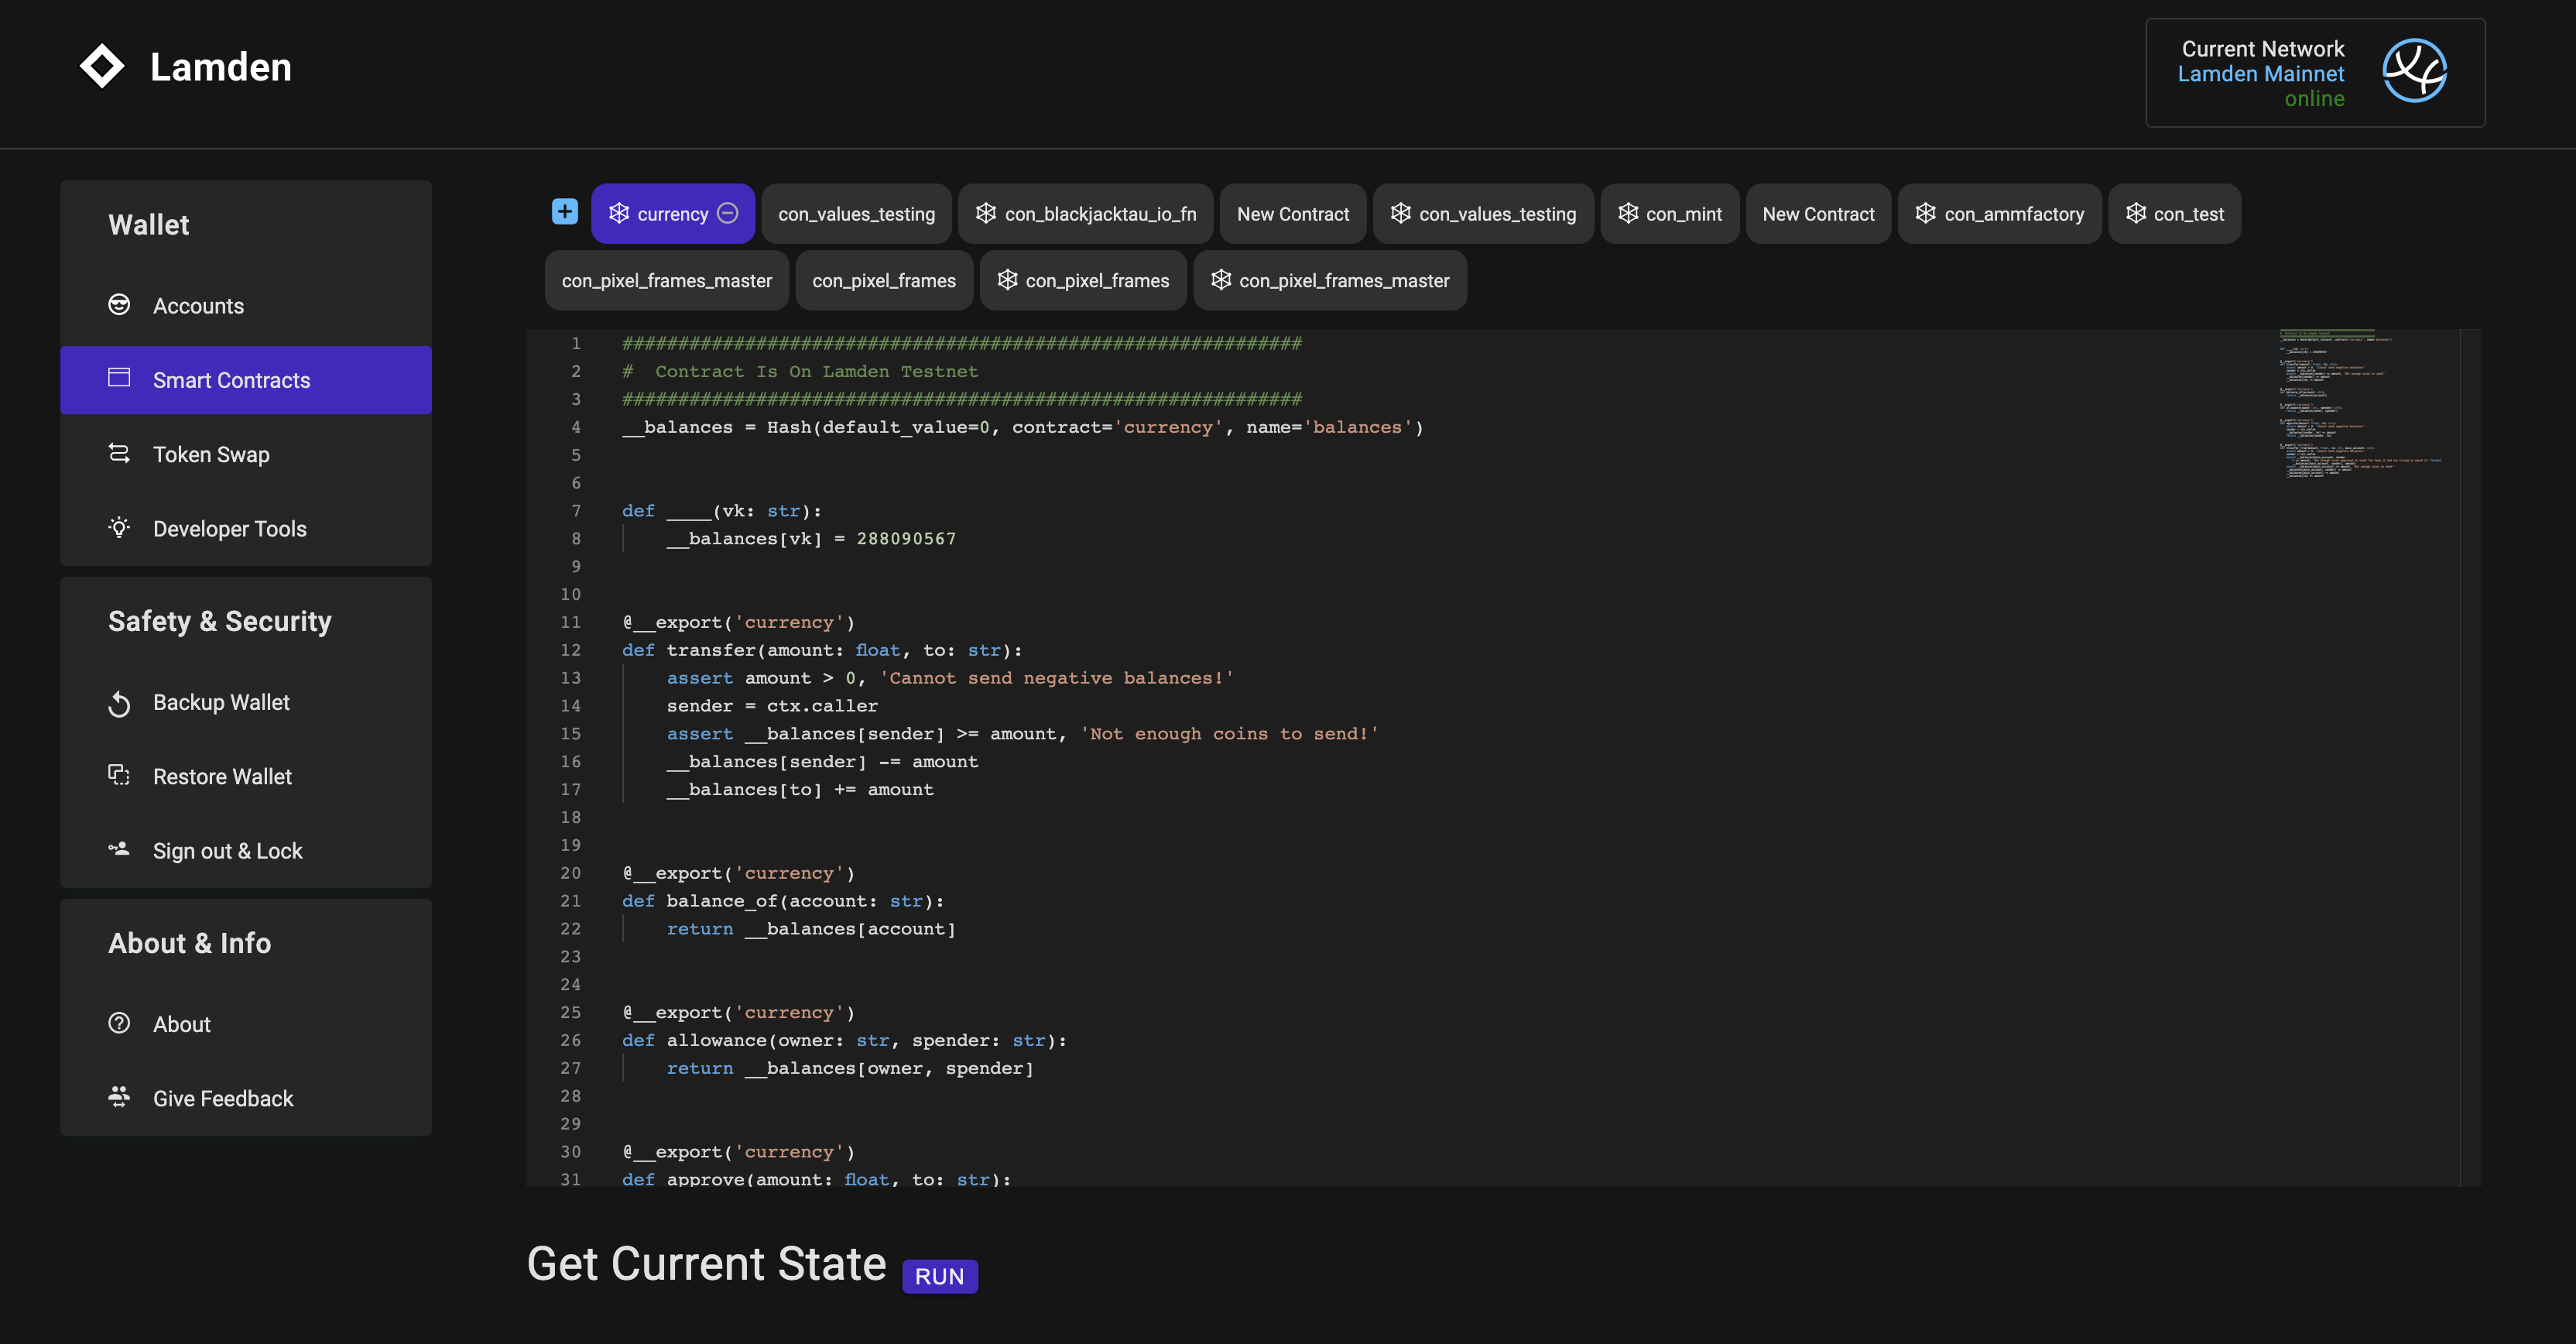 Lamden
Current Network
Lamden Mainnet
online
Wallet
Accounts
Smart Contracts
Token Swap
Developer Tools
Safety & Security
Backup Wallet
Restore Wallet
Sign out & Lock
About & Info
About
Give Feedback
currency con_values_testing con_blackjacktau_io_fn New Contract con_values_testing con_mint New Contract con_ammfactory con_test
con_pixel_frames_master con_pixel_frames con_pixel_frames con_pixel_frames_master
1 #############################################################
2 #  Contract Is On Lamden Testnet
3 #############################################################
4 __balances = Hash(default_value=0, contract='currency', name='balances')
5
6
7 def ____(vk: str):
8     __balances[vk] = 288090567
9
10
11 @__export('currency')
12 def transfer(amount: float, to: str):
13     assert amount > 0, 'Cannot send negative balances!'
14     sender = ctx.caller
15     assert __balances[sender] >= amount, 'Not enough coins to send!'
16     __balances[sender] -= amount
17     __balances[to] += amount
18
19
20 @__export('currency')
21 def balance_of(account: str):
22     return __balances[account]
23
24
25 @__export('currency')
26 def allowance(owner: str, spender: str):
27     return __balances[owner, spender]
28
29
30 @__export('currency')
31 def approve(amount: float, to: str):
Get Current State RUN